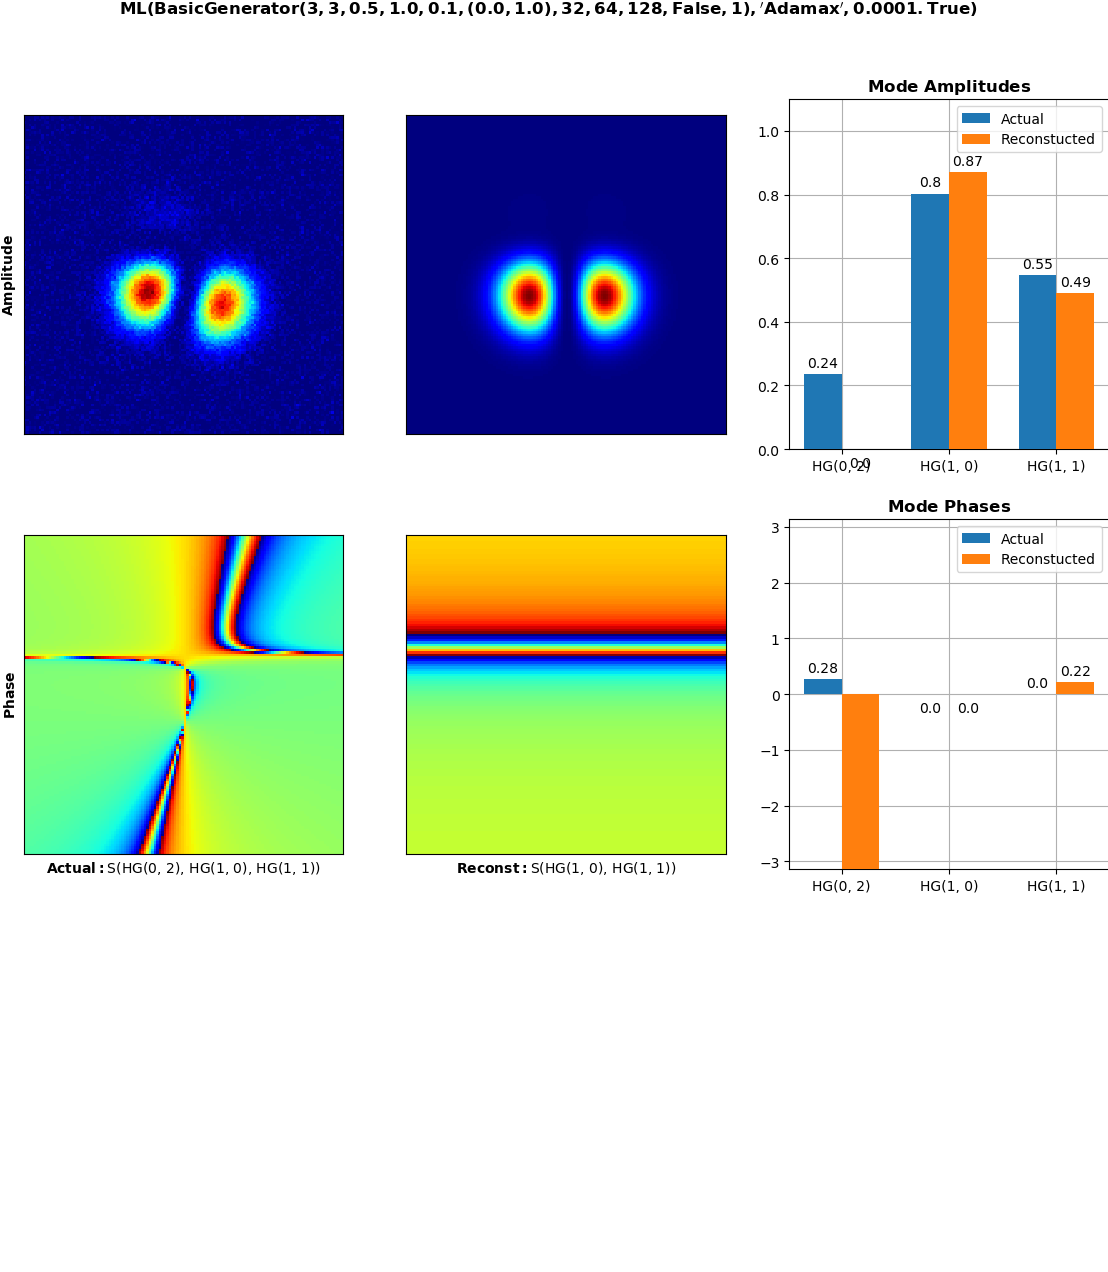 ML(BasicGenerator(3, 3, 0.5, 1.0, 0.1, (0.0, 1.0), 32, 64, 128, False, 1), ′Adamax′, 0.0001. True)
Mode Amplitudes
Amplitude
1.0
0.8
0.6
0.4
0.2
0.0
Actual
Reconstucted
0.24
0.0
0.8
0.87
0.55
0.49
HG(0, 2)
HG(1, 0)
HG(1, 1)
Mode Phases
Phase
3
2
1
0
−1
−2
−3
Actual
Reconstucted
0.28
0.0
0.0
0.0
0.22
HG(0, 2)
HG(1, 0)
HG(1, 1)
Actual: S(HG(0, 2), HG(1, 0), HG(1, 1))
Reconst: S(HG(1, 0), HG(1, 1))